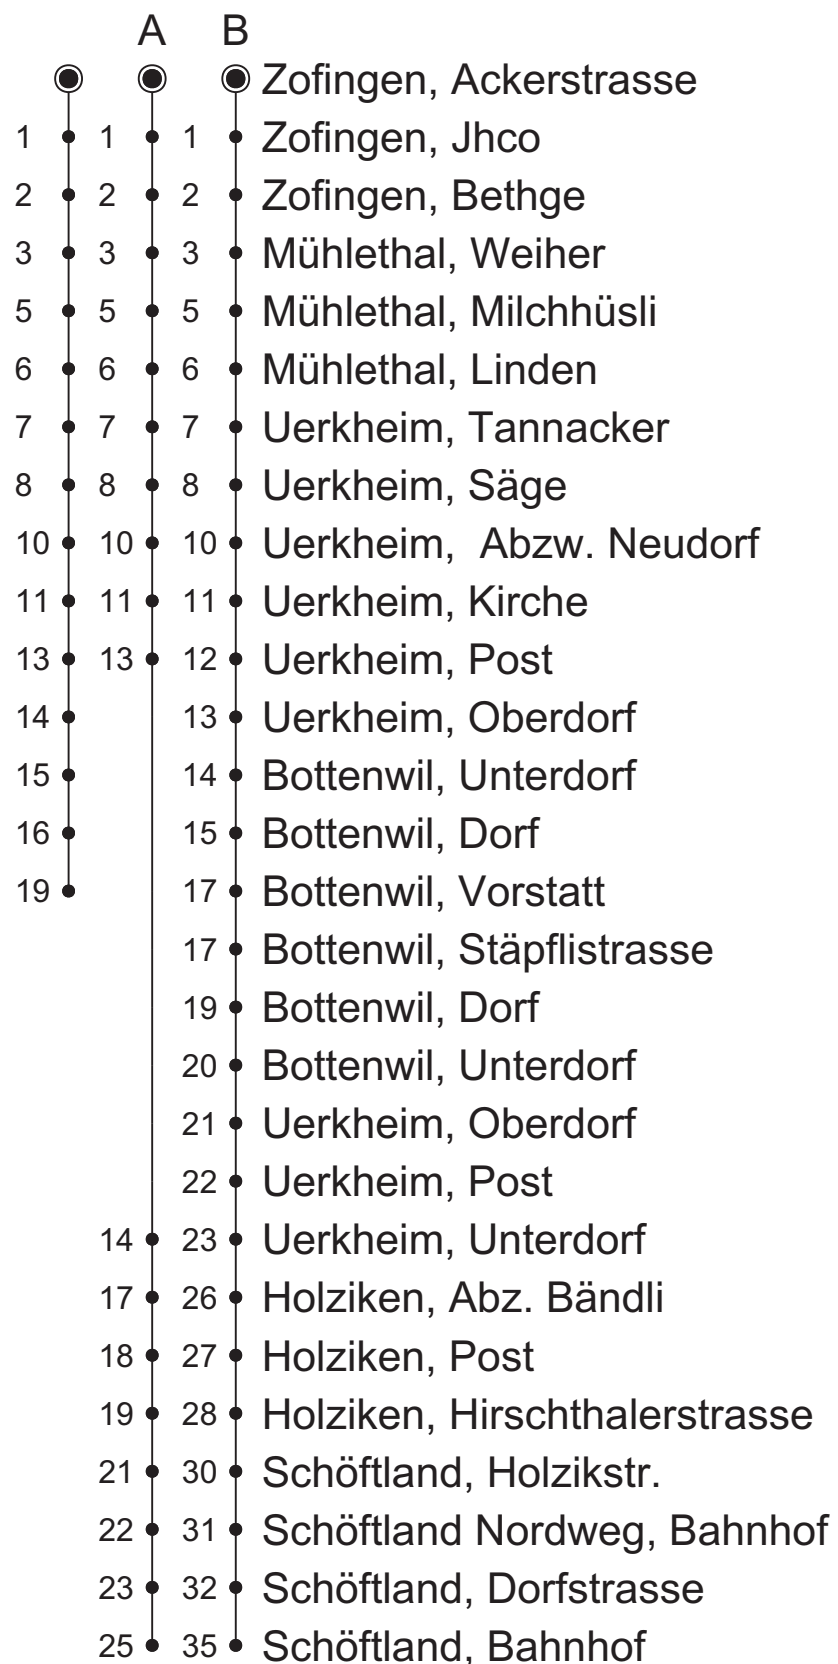 A B
Zofingen, Ackerstrasse
1 1 1 Zofingen, Jhco
2 2 2 Zofingen, Bethge
3 3 3 Mühlethal, Weiher
5 5 5 Mühlethal, Milchhüsli
6 6 6 Mühlethal, Linden
7 7 7 Uerkheim, Tannacker
8 8 8 Uerkheim, Säge
10 10 10 Uerkheim, Abzw. Neudorf
11 11 11 Uerkheim, Kirche
13 13 12 Uerkheim, Post
14 13 Uerkheim, Oberdorf
15 14 Bottenwil, Unterdorf
16 15 Bottenwil, Dorf
19 17 Bottenwil, Vorstatt
17 Bottenwil, Stäpflistrasse
19 Bottenwil, Dorf
20 Bottenwil, Unterdorf
21 Uerkheim, Oberdorf
22 Uerkheim, Post
14 23 Uerkheim, Unterdorf
17 26 Holziken, Abz. Bändli
18 27 Holziken, Post
19 28 Holziken, Hirschthalerstrasse
21 30 Schöftland, Holzikstr.
22 31 Schöftland Nordweg, Bahnhof
23 32 Schöftland, Dorfstrasse
25 35 Schöftland, Bahnhof